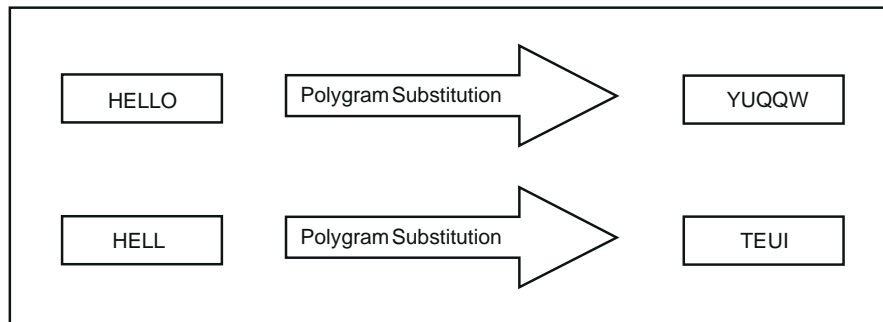 HELLO
Polygram Substitution
YUQQW
HELL
Polygram Substitution
TEUI